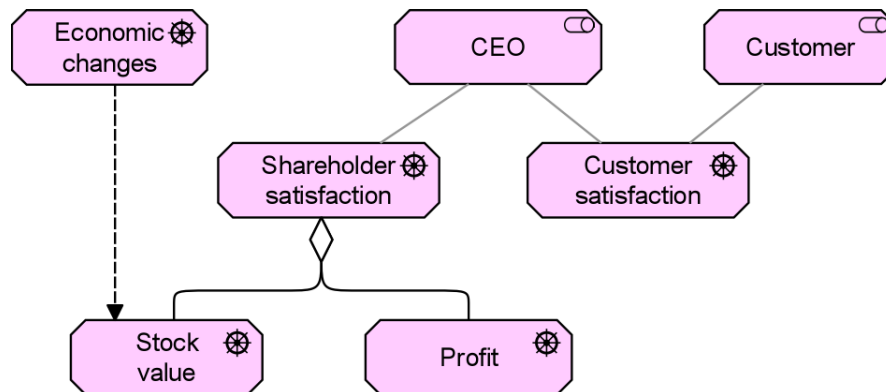 Economic
changes
CEO
Customer
Shareholder
satisfaction
Customer
satisfaction
Stock
value
Profit